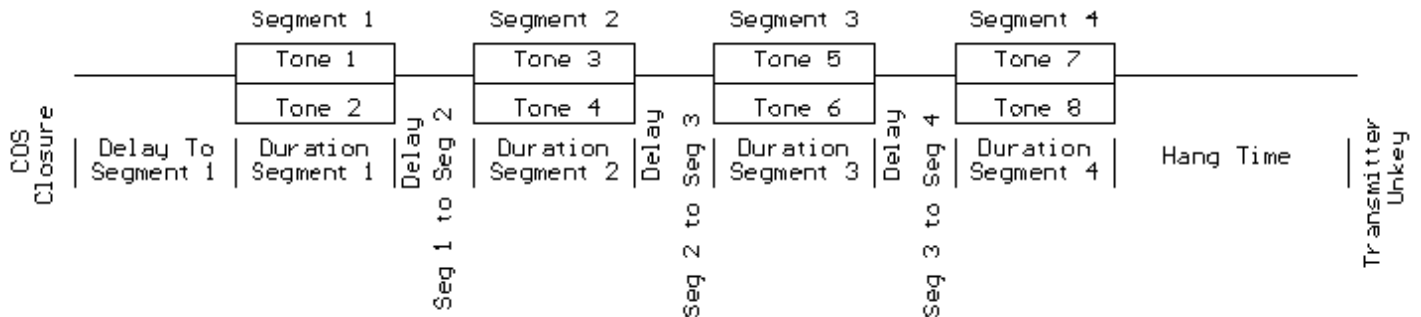 Segment 1
Segment 2
Segment 3
Segment 4
Tone 1
Tone 3
Tone 5
Tone 7
Tone 2
Tone 4
Tone 6
Tone 8
COS
Closure
Delay To
Segment 1
Duration
Segment 1
Delay
Seg 1 to Seg 2
Duration
Segment 2
Delay
Seg 2 to Seg 3
Duration
Segment 3
Delay
Seg 3 to Seg 4
Duration
Segment 4
Hang Time
Transmitter
Unkey